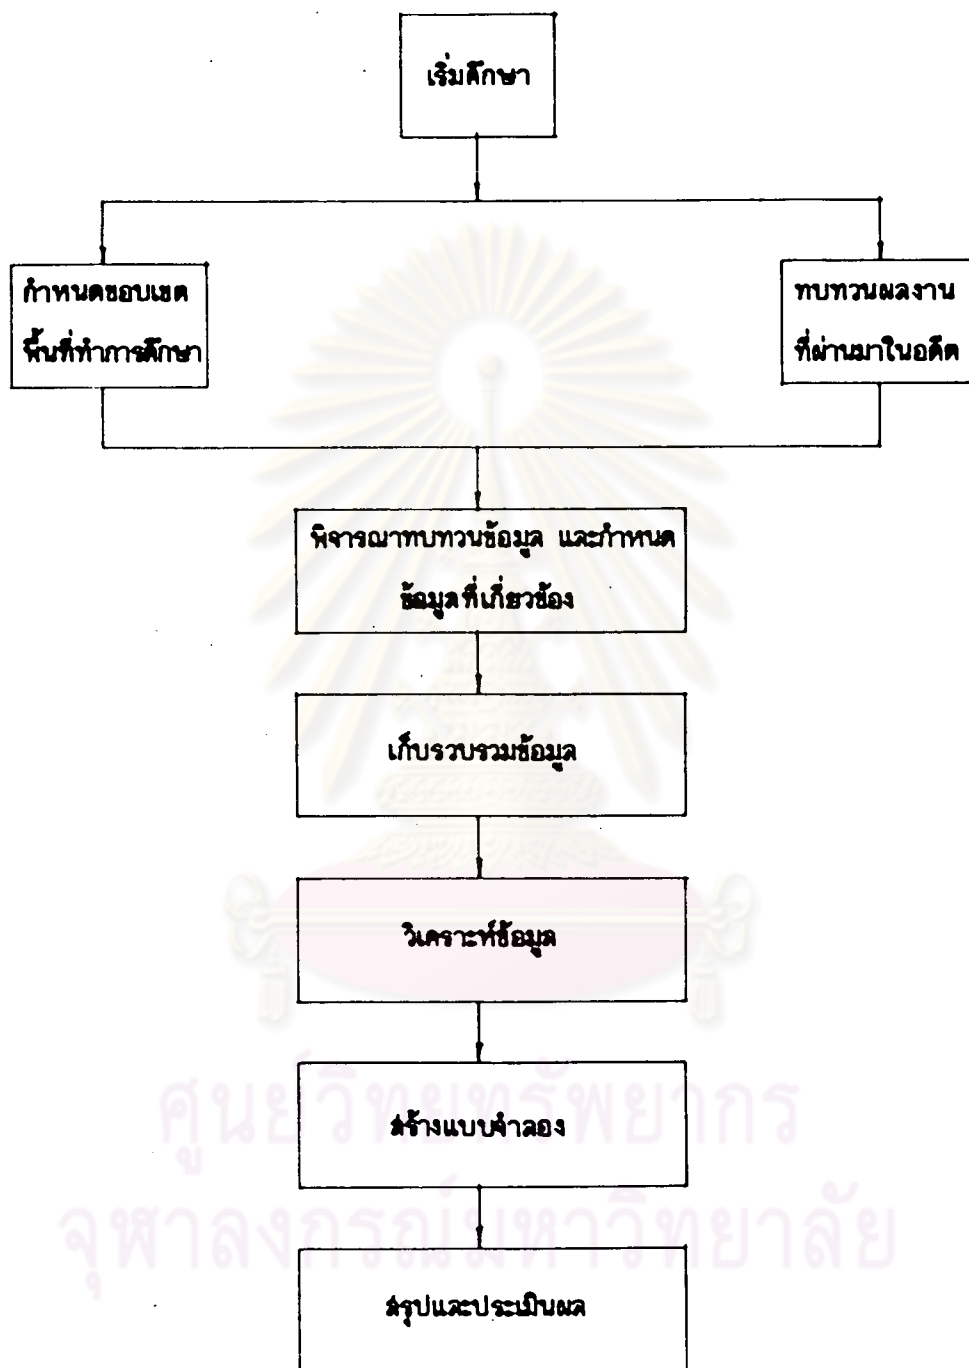 เริ่มศึกษา
กำหนดขอบเขต
พื้นที่ทำการศึกษา
ทบทวนผลงาน
ที่ผ่านมาในอดีต
พิจารณาทบทวนข้อมูล และกำหนด
ข้อมูลที่เกี่ยวข้อง
เก็บรวบรวมข้อมูล
วิเคราะห์ข้อมูล
สร้างแบบจำลอง
สรุปและประเมินผล
ศูนย์วิทยทรัพยากร
จุฬาลงกรณ์มหาวิทยาลัย